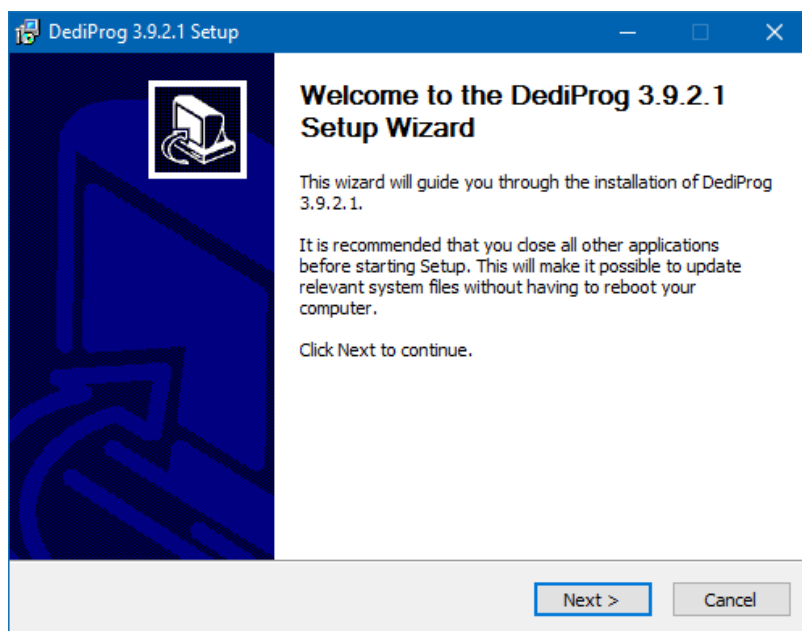 DediProg 3.9.2.1 Setup
Welcome to the DediProg 3.9.2.1
Setup Wizard
This wizard will guide you through the installation of DediProg
3.9.2.1.
It is recommended that you close all other applications
before starting Setup. This will make it possible to update
relevant system files without having to reboot your
computer.
Click Next to continue.
Next > Cancel